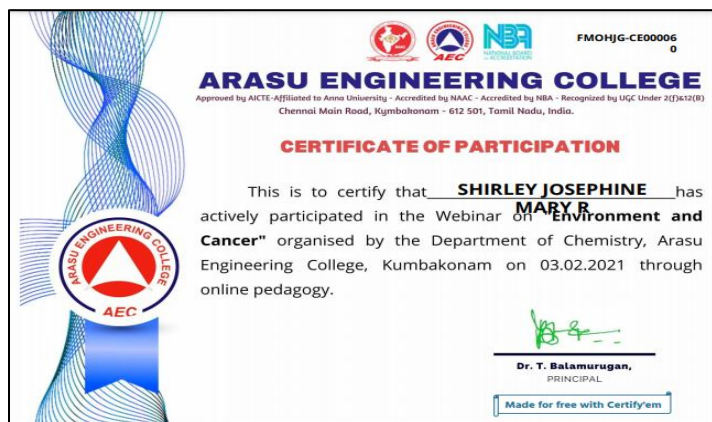 FMOHJG-CE00006
0
NBA
NATIONAL BOARD
OF ACCREDITATION
AEC
ARASU ENGINEERING COLLEGE
Approved by AICTE-Affiliated to Anna University - Accredited by NAAC - Accredited by NBA - Recognized by UGC Under 2(f)&12(B)
Chennai Main Road, Kumbakonam - 612 501, Tamil Nadu, India.
CERTIFICATE OF PARTICIPATION
This is to certify that SHIRLEY JOSEPHINE has
MARY R
actively participated in the Webinar on "Environment and
Cancer" organised by the Department of Chemistry, Arasu
Engineering College, Kumbakonam on 03.02.2021 through
online pedagogy.
ARASU ENGINEERING COLLEGE
AEC
Dr. T. Balamurugan,
PRINCIPAL
Made for free with Certify'em